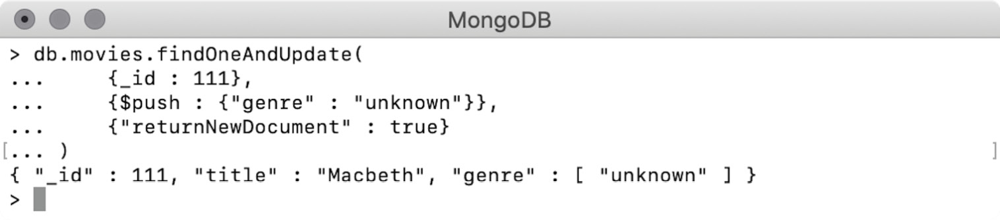 MongoDB
> db.movies.findOneAndUpdate(
...     {_id : 111},
...     {$push : {"genre" : "unknown"}},
...     {"returnNewDocument" : true}
[... )                                                                                         ]
{ "_id" : 111, "title" : "Macbeth", "genre" : [ "unknown" ] }
>